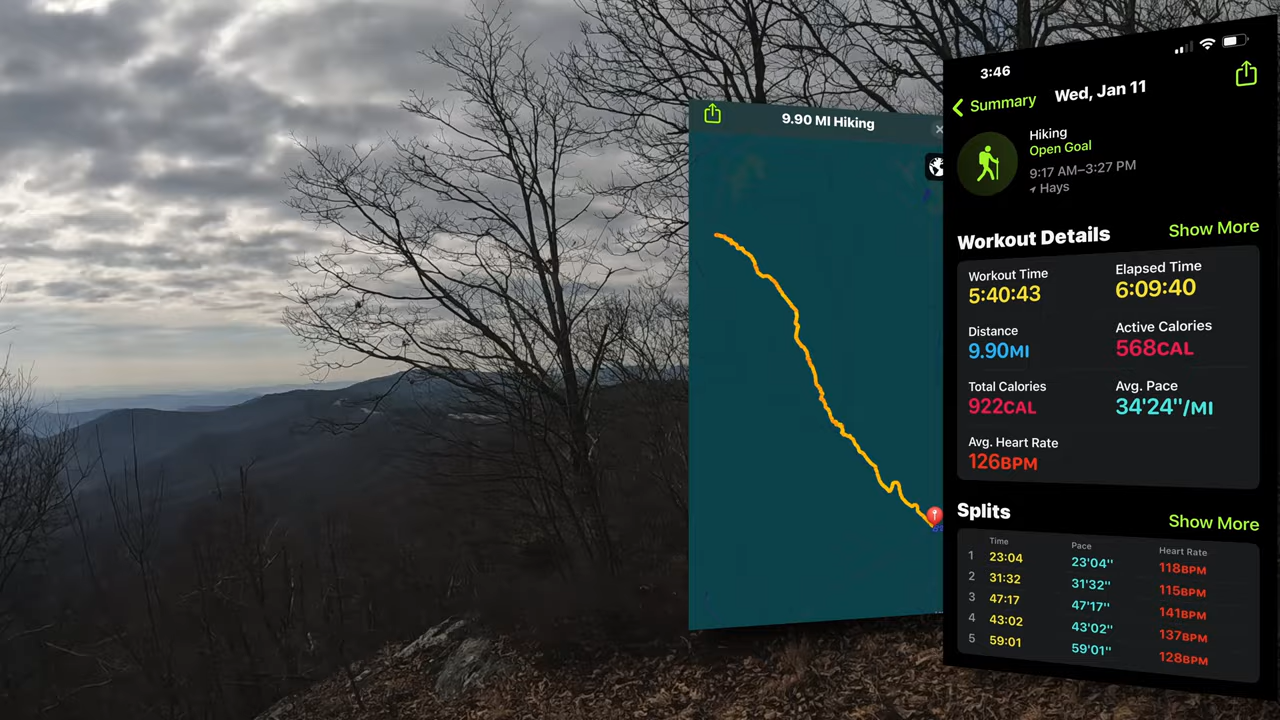 9.90 MI Hiking
3:46
Summary
Wed, Jan 11
Hiking
Open Goal
9:17 AM–3:27 PM
Hays
Workout Details
Show More
Workout Time
Elapsed Time
5:40:43
6:09:40
Distance
Active Calories
9.90MI
568CAL
Total Calories
Avg. Pace
922CAL
34'24"/MI
Avg. Heart Rate
126BPM
Splits
Show More
Time Pace Heart Rate
1 23:04 23'04" 118BPM
2 31:32 31'32" 115BPM
3 47:17 47'17" 141BPM
4 43:02 43'02" 137BPM
5 59:01 59'01" 128BPM